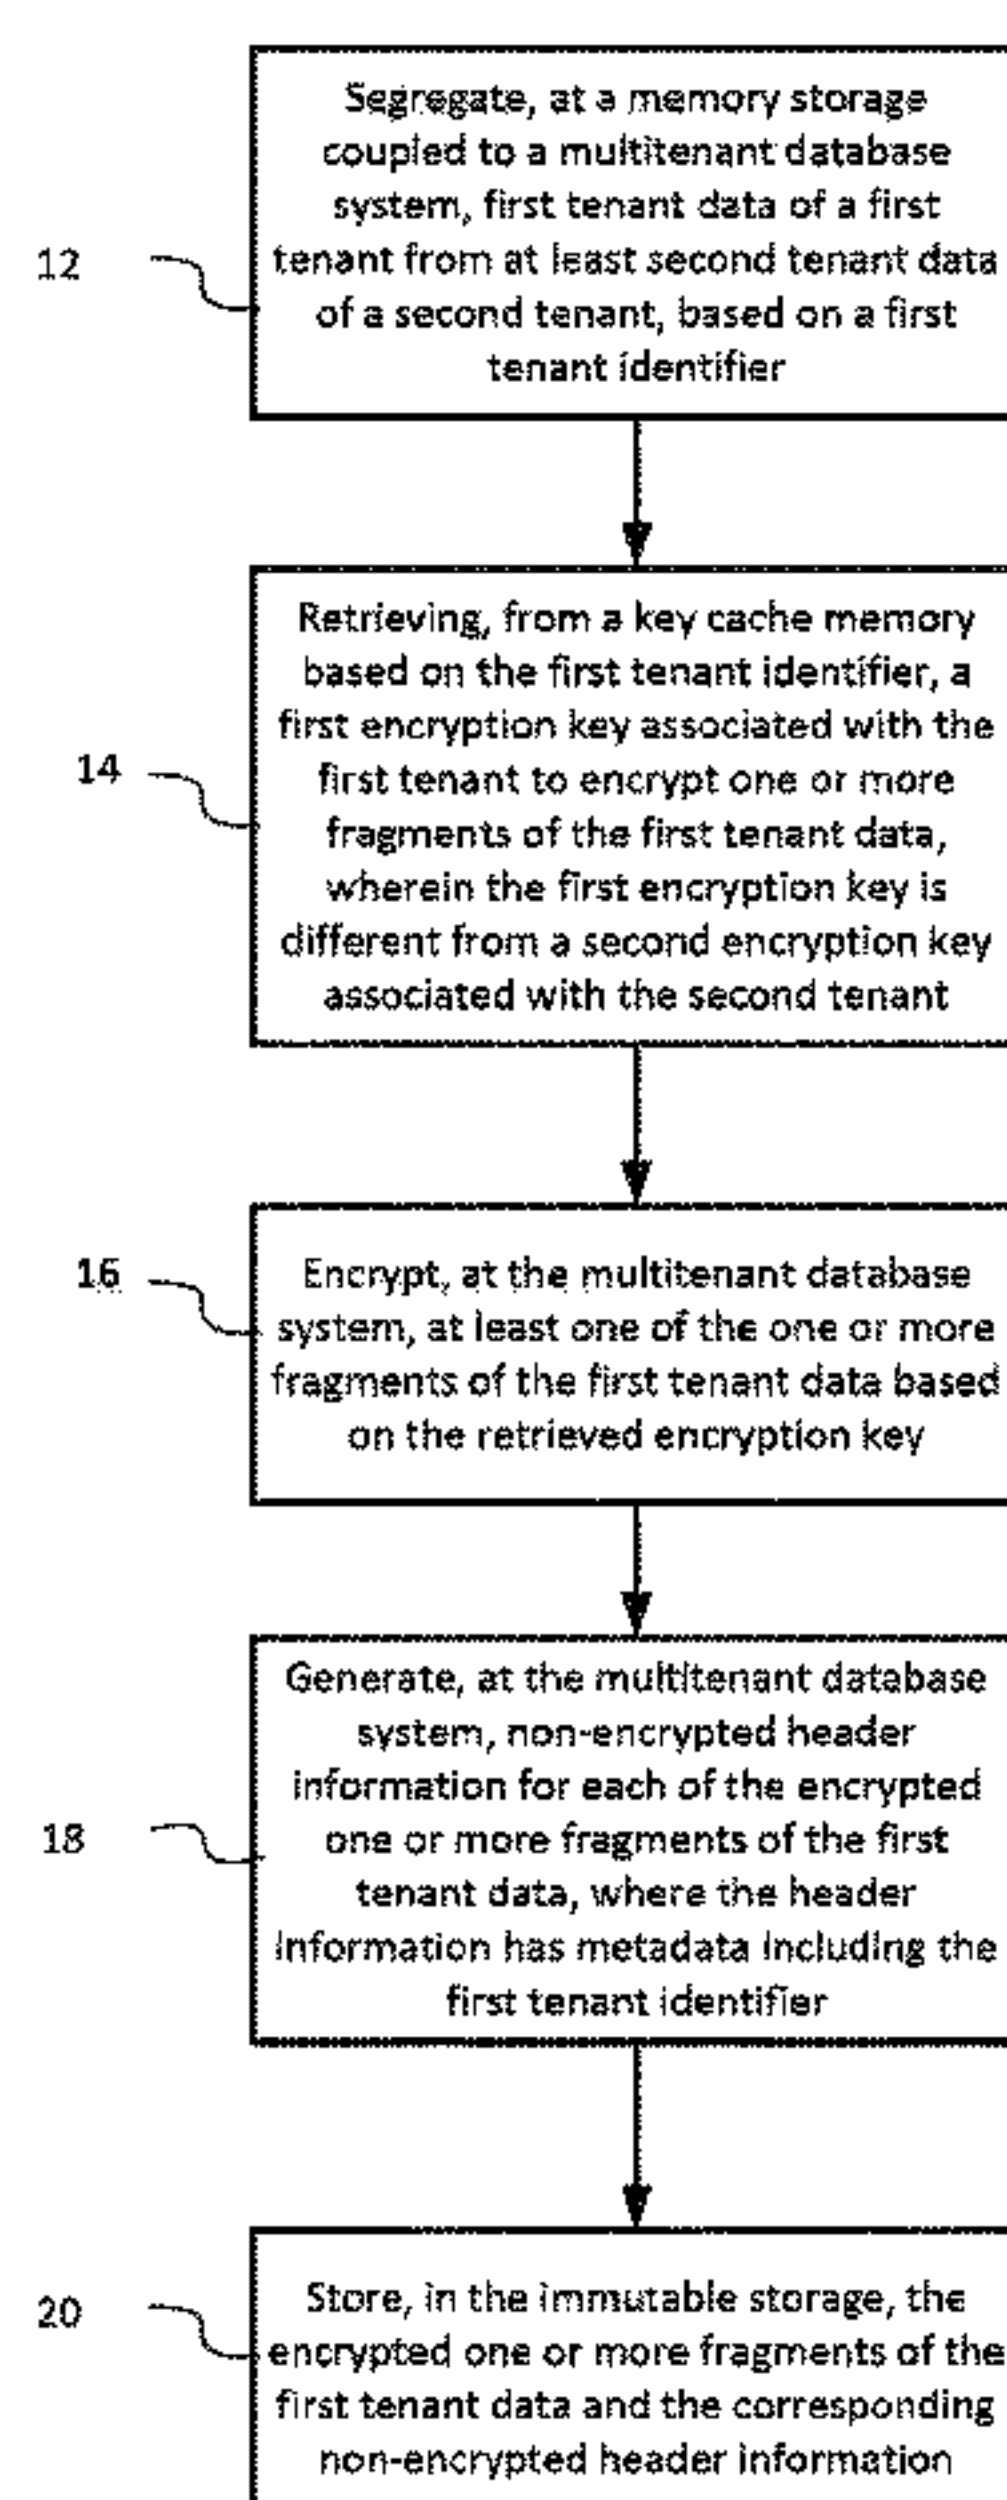 Segregate, at a memory storage
coupled to a multitenant database
system, first tenant data of a first
12
tenant from at least second tenant data
of a second tenant, based on a first
tenant identifier
Retrieving, from a key cache memory
based on the first tenant identifier, a
first encryption key associated with the
14
first tenant to encrypt one or more
fragments of the first tenant data,
wherein the first encryption key is
different from a second encryption key
associated with the second tenant
16
Encrypt, at the multitenant database
system, at least one of the one or more
fragments of the first tenant data based
on the retrieved encryption key
Generate, at the multitenant database
system, non-encrypted header
information for each of the encrypted
18
one or more fragments of the first
tenant data, where the header
information has metadata including the
first tenant identifier
20
Store, in the immutable storage, the
encrypted one or more fragments of the
first tenant data and the corresponding
non-encrypted header information